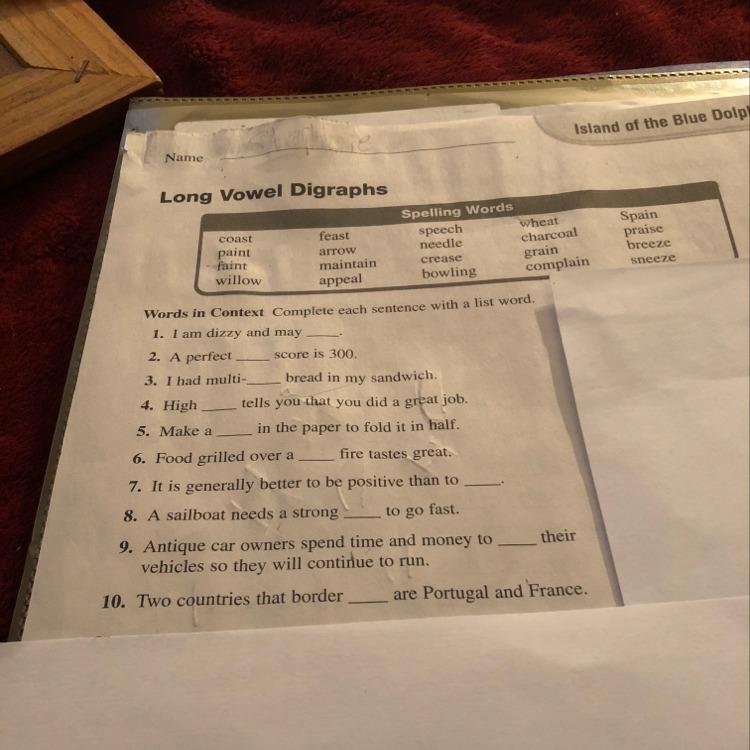 Island of the Blue
Name
Long Vowel Digraphs
Spelling Words
coast feast speech wheat Spain
paint arrow needle charcoal praise
faint maintain crease grain breeze
willow appeal bowling complain sneeze
Words in Context Complete each sentence with a list word.
1. I am dizzy and may ____.
2. A perfect ____ score is 300.
3. I had multi-____ bread in my sandwich.
4. High ____ tells you that you did a great job.
5. Make a ____ in the paper to fold it in half.
6. Food grilled over a ____ fire tastes great.
7. It is generally better to be positive than to ____.
8. A sailboat needs a strong ____ to go fast.
9. Antique car owners spend time and money to ____ their
vehicles so they will continue to run.
10. Two countries that border ____ are Portugal and France.